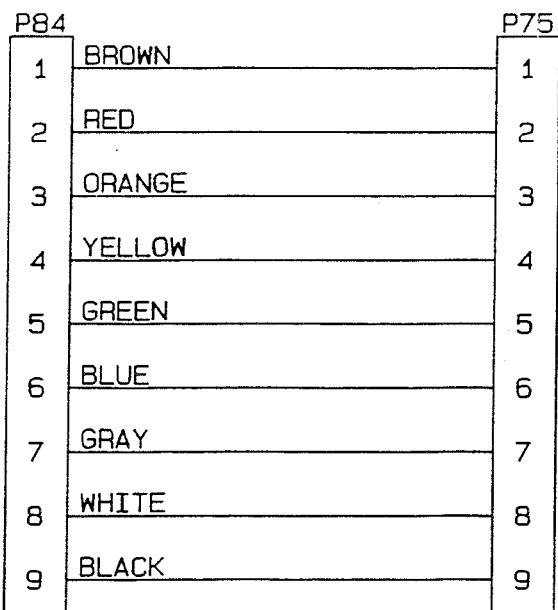 P84 P75
BROWN
1 1
RED
2 2
ORANGE
3 3
YELLOW
4 4
GREEN
5 5
BLUE
6 6
GRAY
7 7
WHITE
8 8
BLACK
9 9